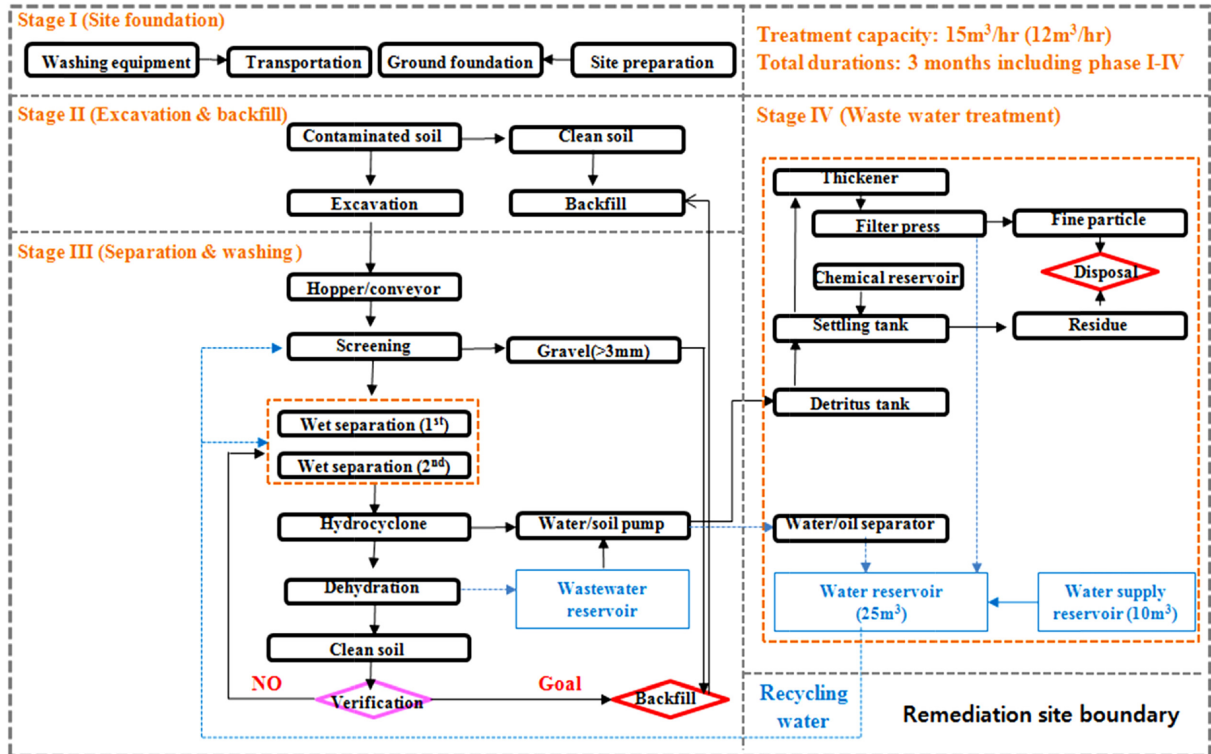 Stage I (Site foundation)
Washing equipment
Transportation
Ground foundation
Site preparation
Treatment capacity: 15m³/hr (12m³/hr)
Total durations: 3 months including phase I-IV
Stage II (Excavation & backfill)
Contaminated soil
Clean soil
Excavation
Backfill
Stage III (Separation & washing )
Hopper/conveyor
Screening
Gravel(>3mm)
Wet separation (1st)
Wet separation (2nd)
Hydrocyclone
Water/soil pump
Dehydration
Wastewater
reservoir
Clean soil
NO
Verification
Goal
Backfill
Stage IV (Waste water treatment)
Thickener
Filter press
Fine particle
Chemical reservoir
Disposal
Settling tank
Residue
Detritus tank
Water/oil separator
Water reservoir
(25m³)
Water supply
reservoir (10m³)
Recycling
water
Remediation site boundary